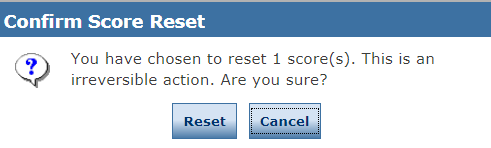 Confirm Score Reset
?
You have chosen to reset 1 score(s). This is an
irreversible action. Are you sure?
Reset Cancel